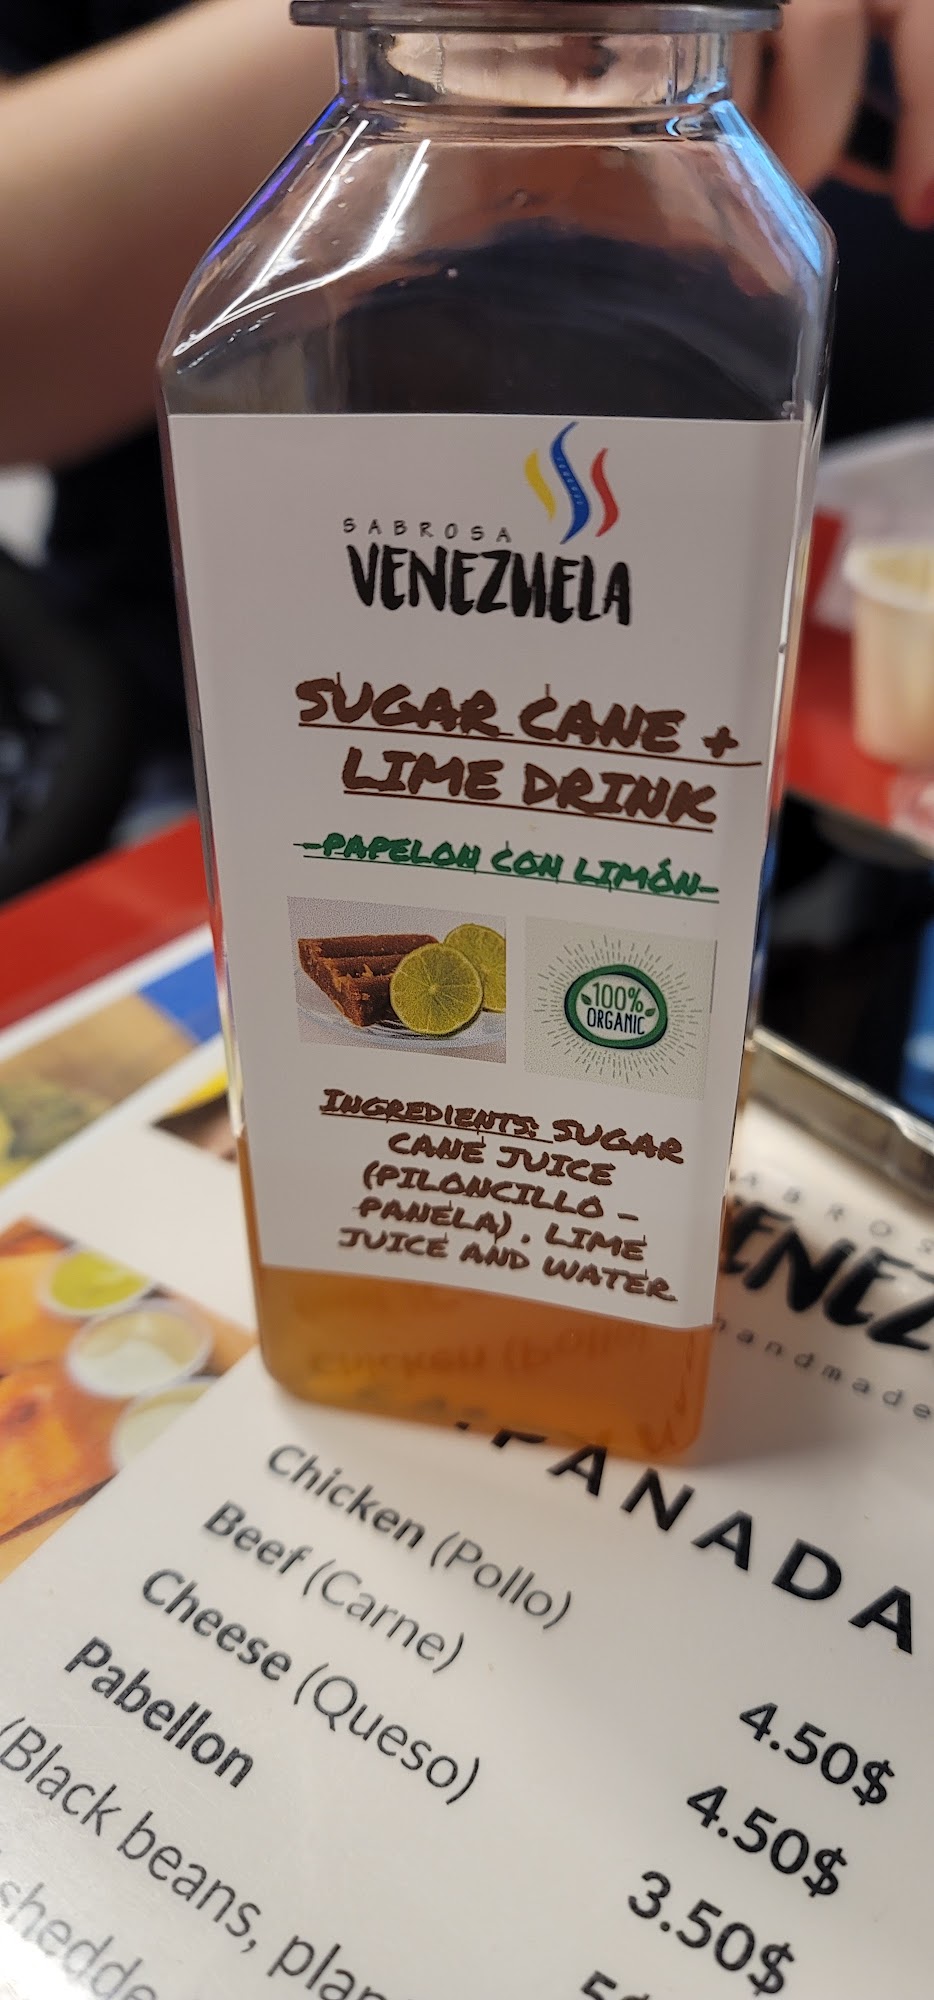 SABROSA
VENEZUELA
SUGAR CANE +
LIME DRINK
-PAPELON CON LIMÓN-
100%
ORGANIC
INGREDIENTS: SUGAR
CANE JUICE
(PILONCILLO -
PANELA), LIME
JUICE AND WATER
handmade
Chicken (Pollo) 4.50$
Beef (Carne) 4.50$
Cheese (Queso) 3.50$
Pabellon
(Black beans,